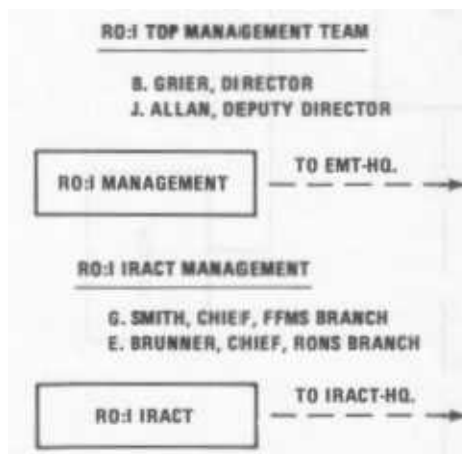 RO:I TOP MANAGEMENT TEAM
B. GRIER, DIRECTOR
J. ALLAN, DEPUTY DIRECTOR
RO:I MANAGEMENT
TO EMT-HQ.
RO:I IRACT MANAGEMENT
G. SMITH, CHIEF, FFMS BRANCH
E. BRUNNER, CHIEF, RONS BRANCH
RO:I IRACT
TO IRACT-HQ.